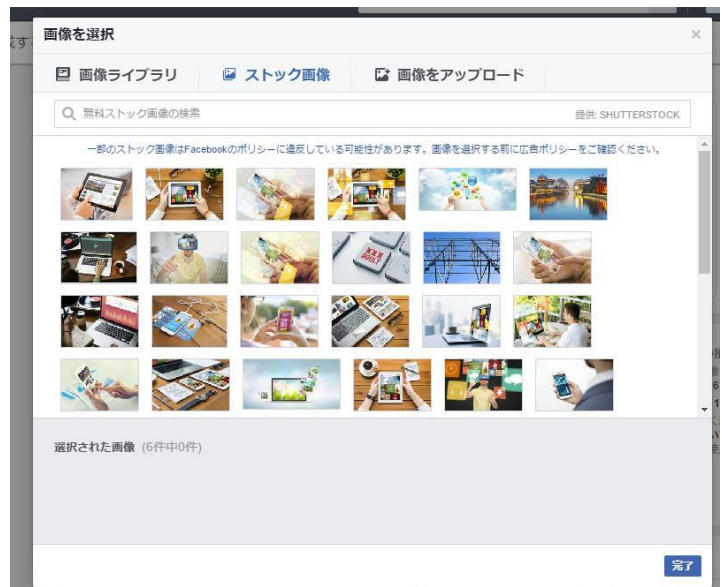 画像を選択
画像ライブラリ
ストック画像
画像をアップロード
無料ストック画像の検索
提供: SHUTTERSTOCK
一部のストック画像はFacebookのポリシーに違反している可能性があります。画像を選択する前に広告ポリシーをご確認ください。
XXX
ADULT
選択された画像 (6件中0件)
完了